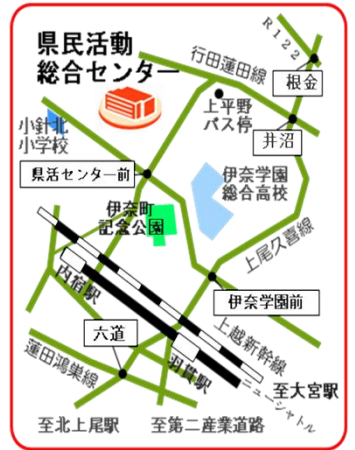 県民活動
総合センター
R122
行田蓮田線
根金
上平野
バス停
井沼
小針北
小学校
県活センター前
伊奈学園
総合高校
伊奈町
記念公園
上尾久喜線
内宿駅
伊奈学園前
六道
上越新幹線
羽貫駅
蓮田鴻巣線
至大宮駅
ニューシャトル
至北上尾駅
至第二産業道路